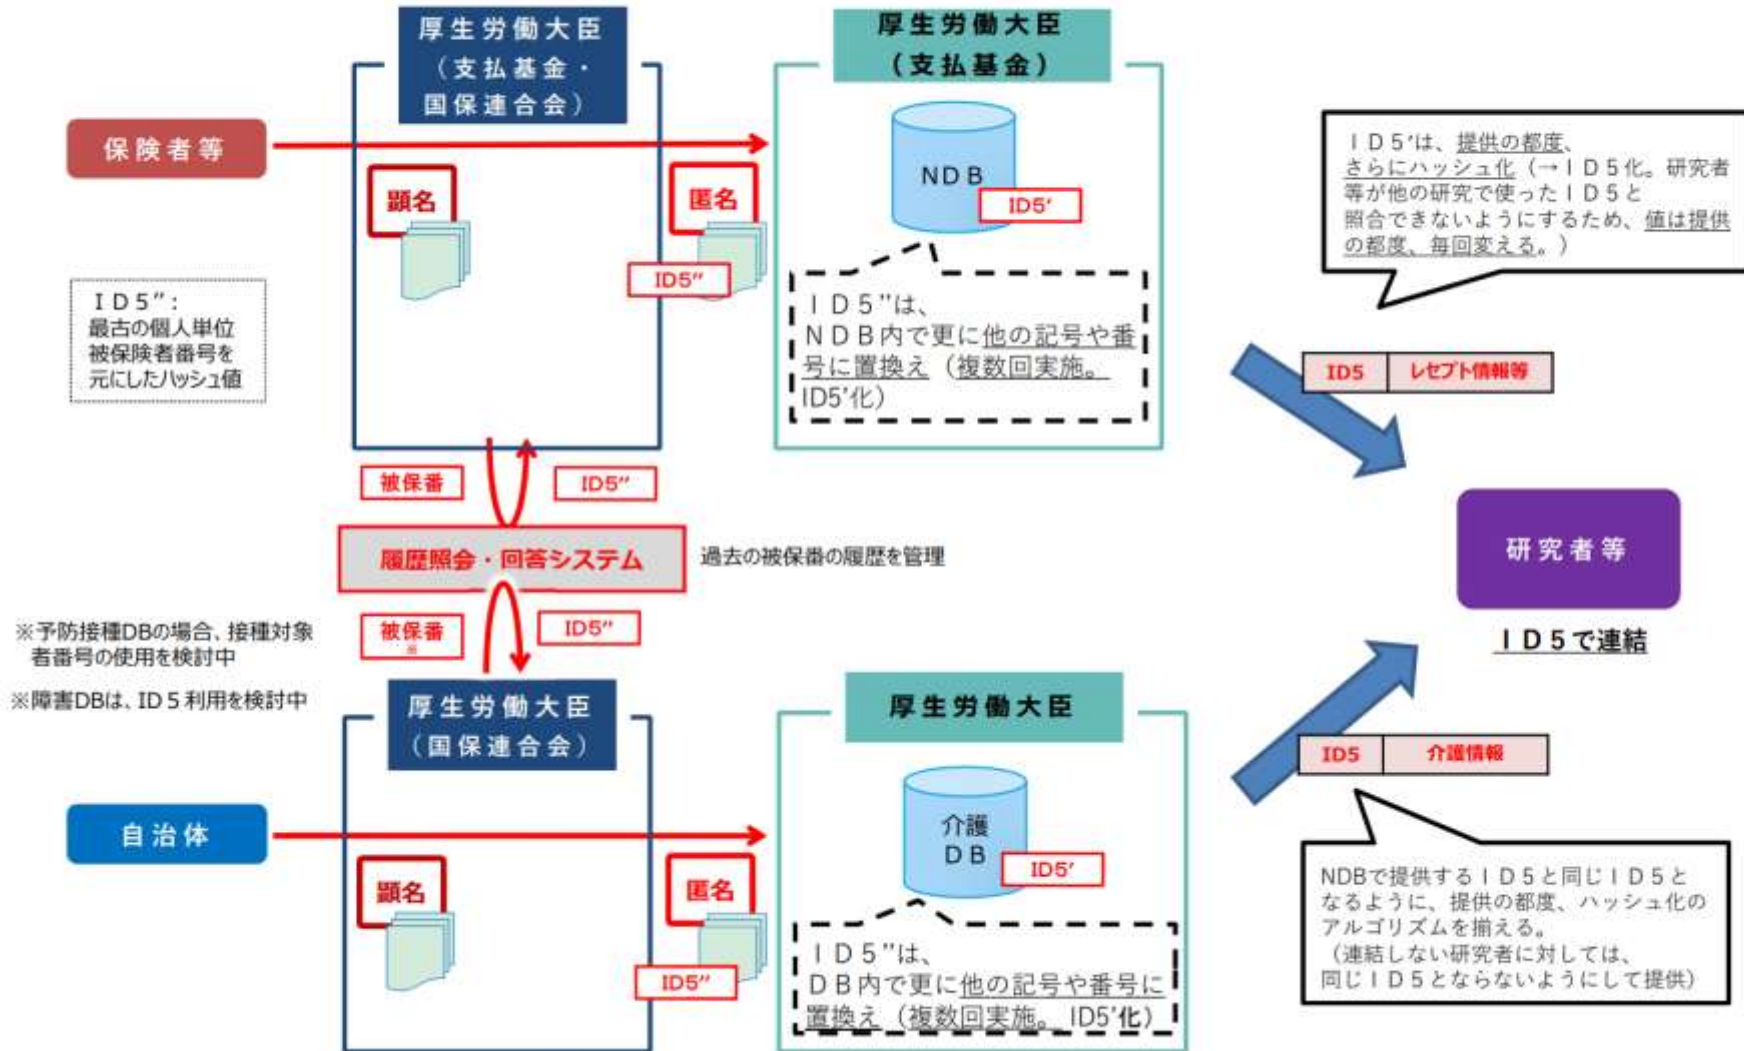 厚生労働大臣
（支払基金・
国保連合会）
厚生労働大臣
（支払基金）
保険者等
顕名
匿名
ID5’’
NDB
ID5’
ＩＤ５’は、提供の都度、
さらにハッシュ化（→ＩＤ５化。研究者
等が他の研究で使ったＩＤ５と
照合できないようにするため、値は提供
の都度、毎回変える。）
ＩＤ５’’：
最古の個人単位
被保険者番号を
元にしたハッシュ値
ＩＤ５’’は、
ＮＤＢ内で更に他の記号や番
号に置換え（複数回実施。
ID5’化）
ID5
レセプト情報等
被保番
ID5’’
履歴照会・回答システム
過去の被保番の履歴を管理
研究者等
ＩＤ５で連結
被保番
※
ID5’’
※予防接種DBの場合、接種対象
者番号の使用を検討中
※障害DBは、ID５利用を検討中
厚生労働大臣
（国保連合会）
厚生労働大臣
自治体
顕名
匿名
ID5’’
介護
ＤＢ
ID5’
ＩＤ５’’は、
ＤＢ内で更に他の記号や番号に
置換え（複数回実施。ID5’化）
ID5
介護情報
NDBで提供するＩＤ５と同じＩＤ５と
なるように、提供の都度、ハッシュ化の
アルゴリズムを揃える。
（連結しない研究者に対しては、
同じＩＤ５とならないようにして提供）